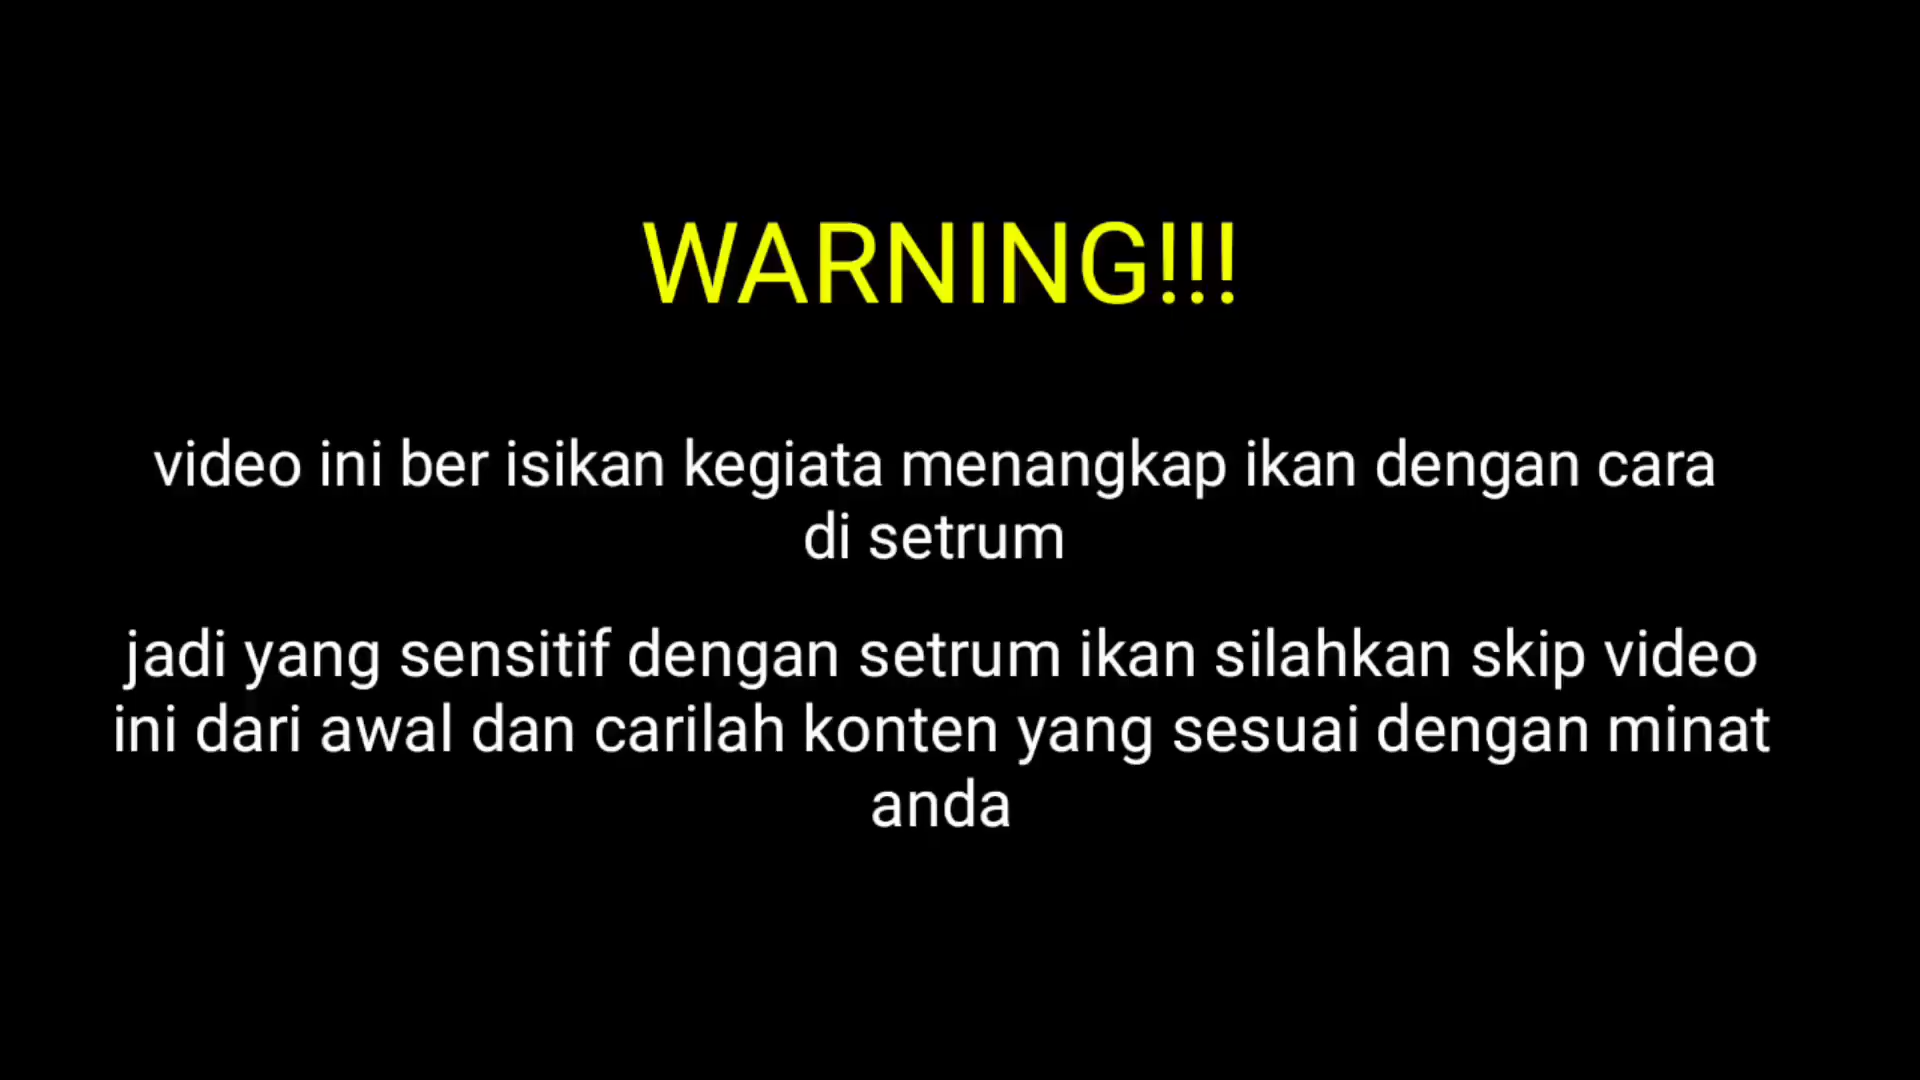 WARNING!!!
video ini ber isikan kegiata menangkap ikan dengan cara
di setrum
jadi yang sensitif dengan setrum ikan silahkan skip video
ini dari awal dan carilah konten yang sesuai dengan minat
anda